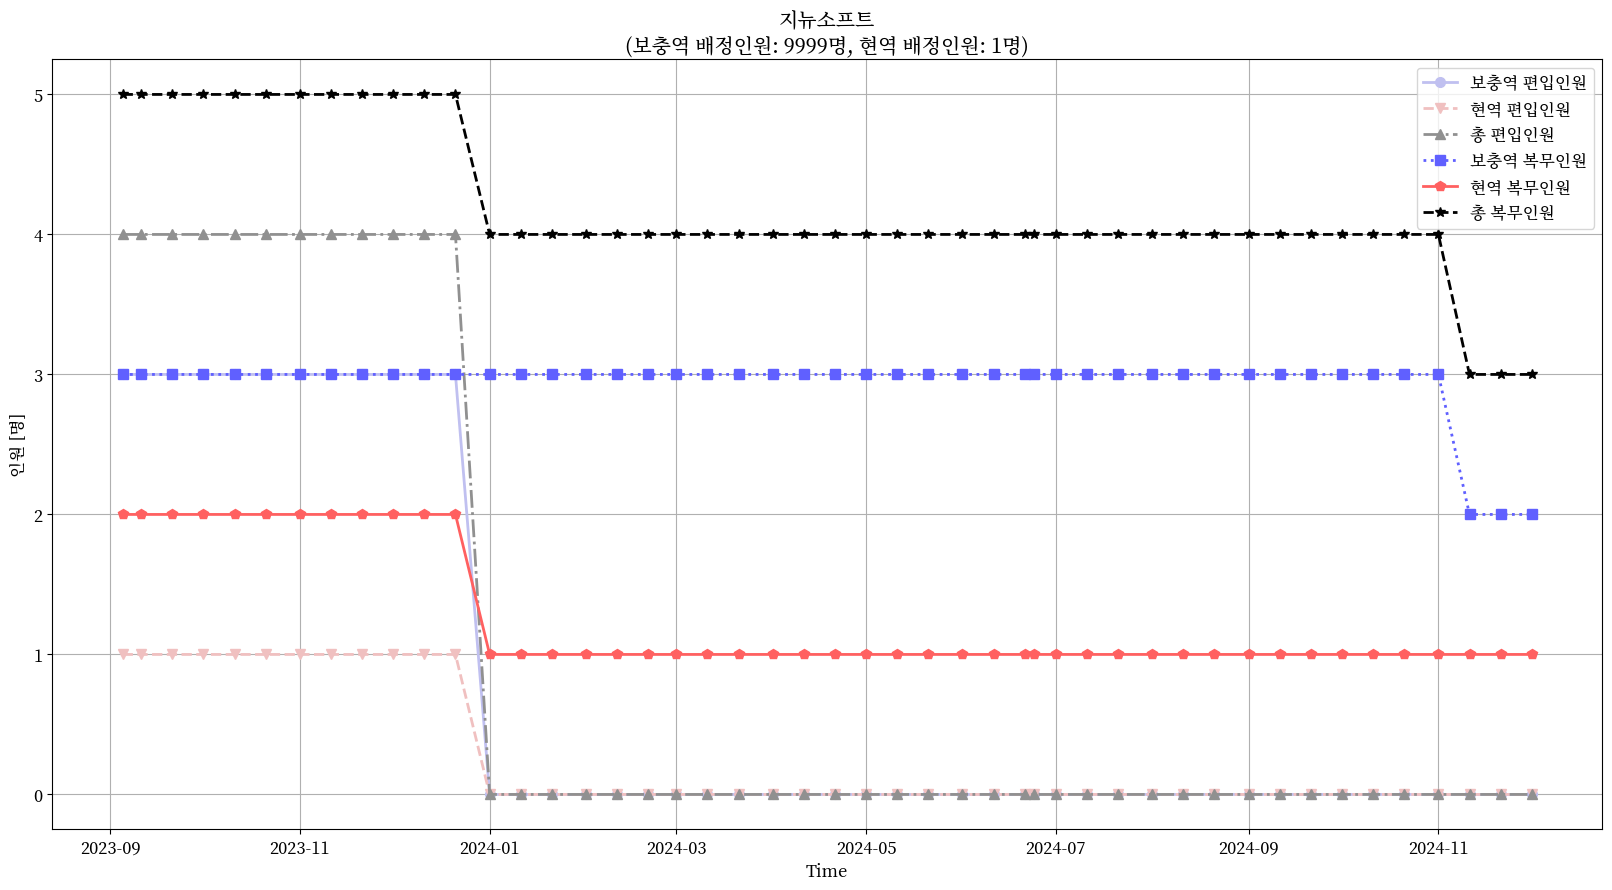 지뉴소프트
(보충역 배정인원: 9999명, 현역 배정인원: 1명)
보충역 편입인원
현역 편입인원
총 편입인원
보충역 복무인원
현역 복무인원
총 복무인원
인원 [명]
5
4
3
2
1
0
2023-09
2023-11
2024-01
2024-03
2024-05
2024-07
2024-09
2024-11
Time